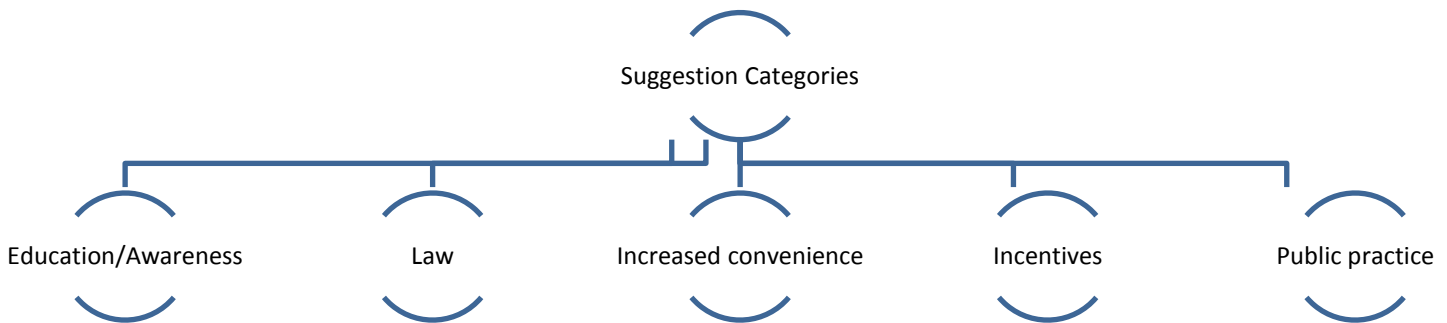 Suggestion Categories
Education/Awareness
Law
Increased convenience
Incentives
Public practice